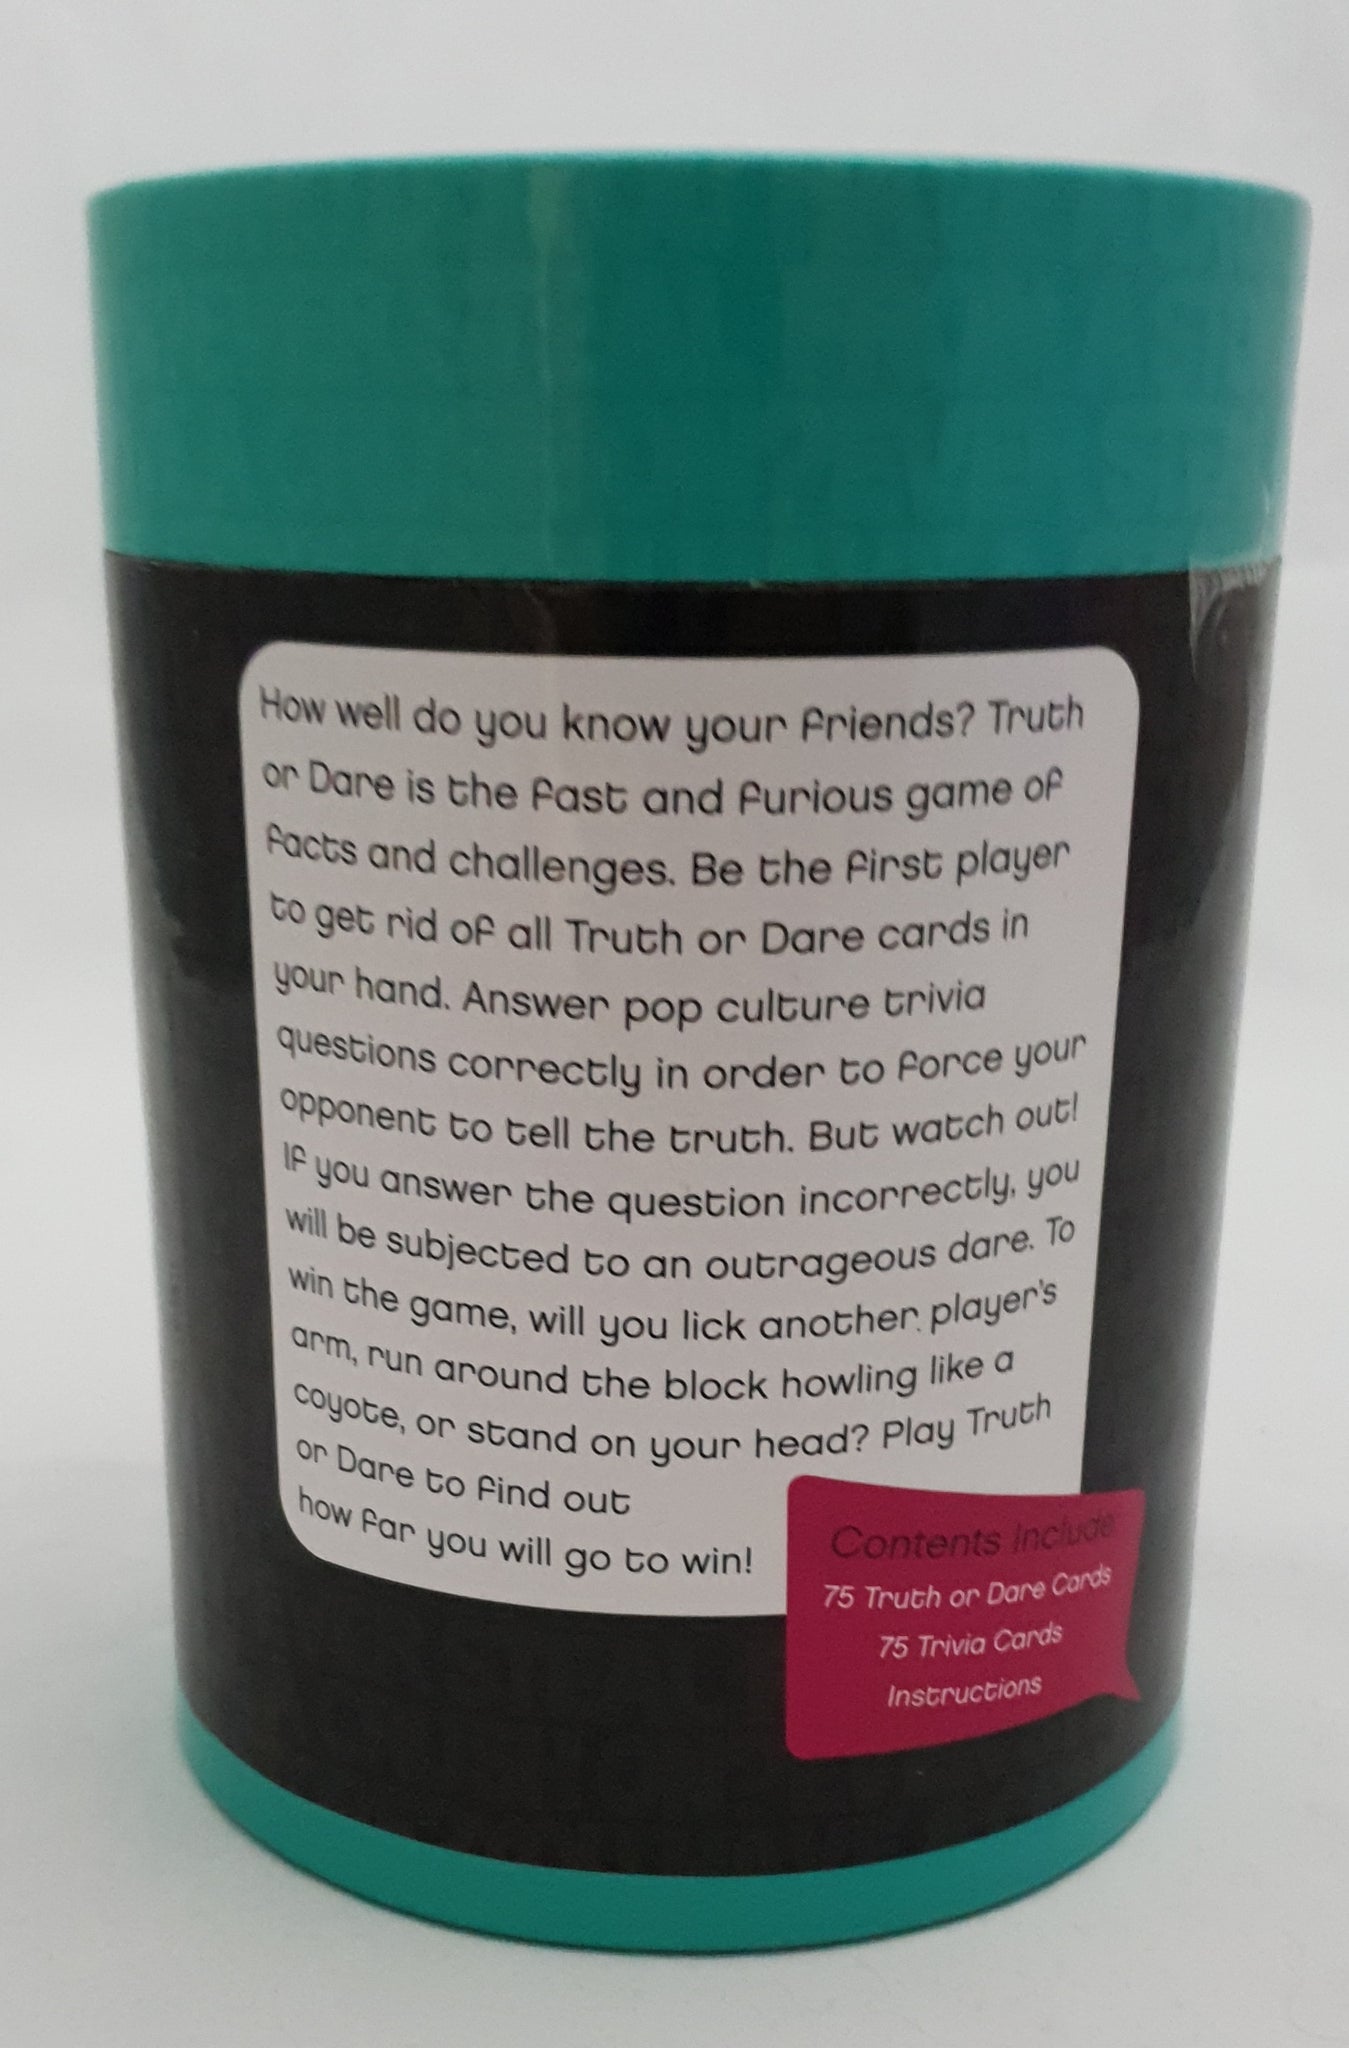 How well do you know your friends? Truth
or Dare is the fast and furious game of
facts and challenges. Be the first player
to get rid of all Truth or Dare cards in
your hand. Answer pop culture trivia
questions correctly in order to force your
opponent to tell the truth. But watch out!
If you answer the question incorrectly, you
will be subjected to an outrageous dare. To
win the game, will you lick another player's
arm, run around the block howling like a
coyote, or stand on your head? Play Truth
or Dare to find out
how far you will go to win!
Contents Include
75 Truth or Dare Cards
75 Trivia Cards
Instructions